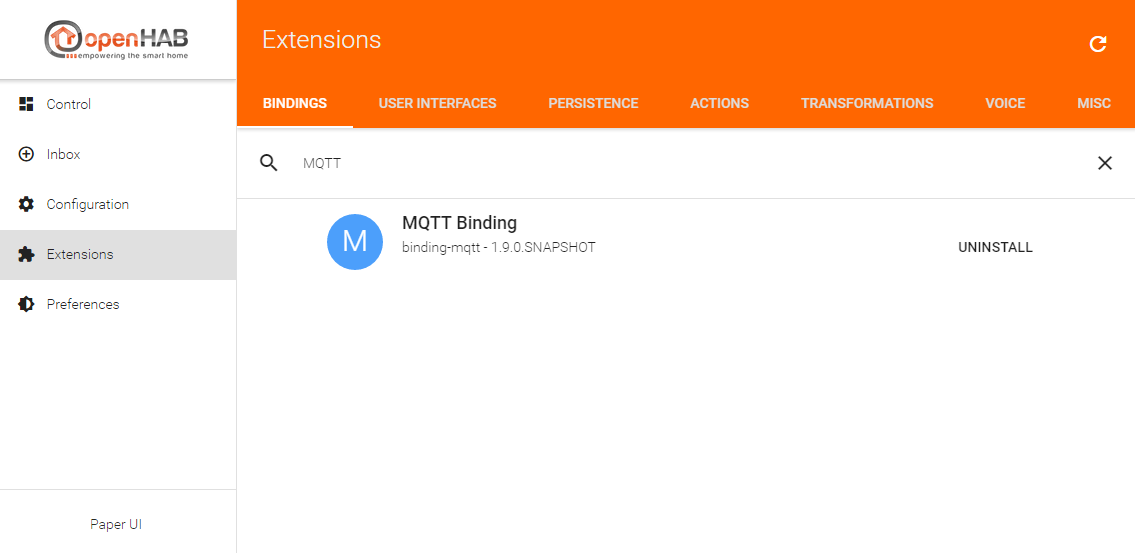 openHAB
empowering the smart home
Control
Inbox
Configuration
Extensions
Preferences
Paper UI
Extensions
BINDINGS USER INTERFACES PERSISTENCE ACTIONS TRANSFORMATIONS VOICE MISC
MQTT
M
MQTT Binding
binding-mqtt - 1.9.0.SNAPSHOT
UNINSTALL